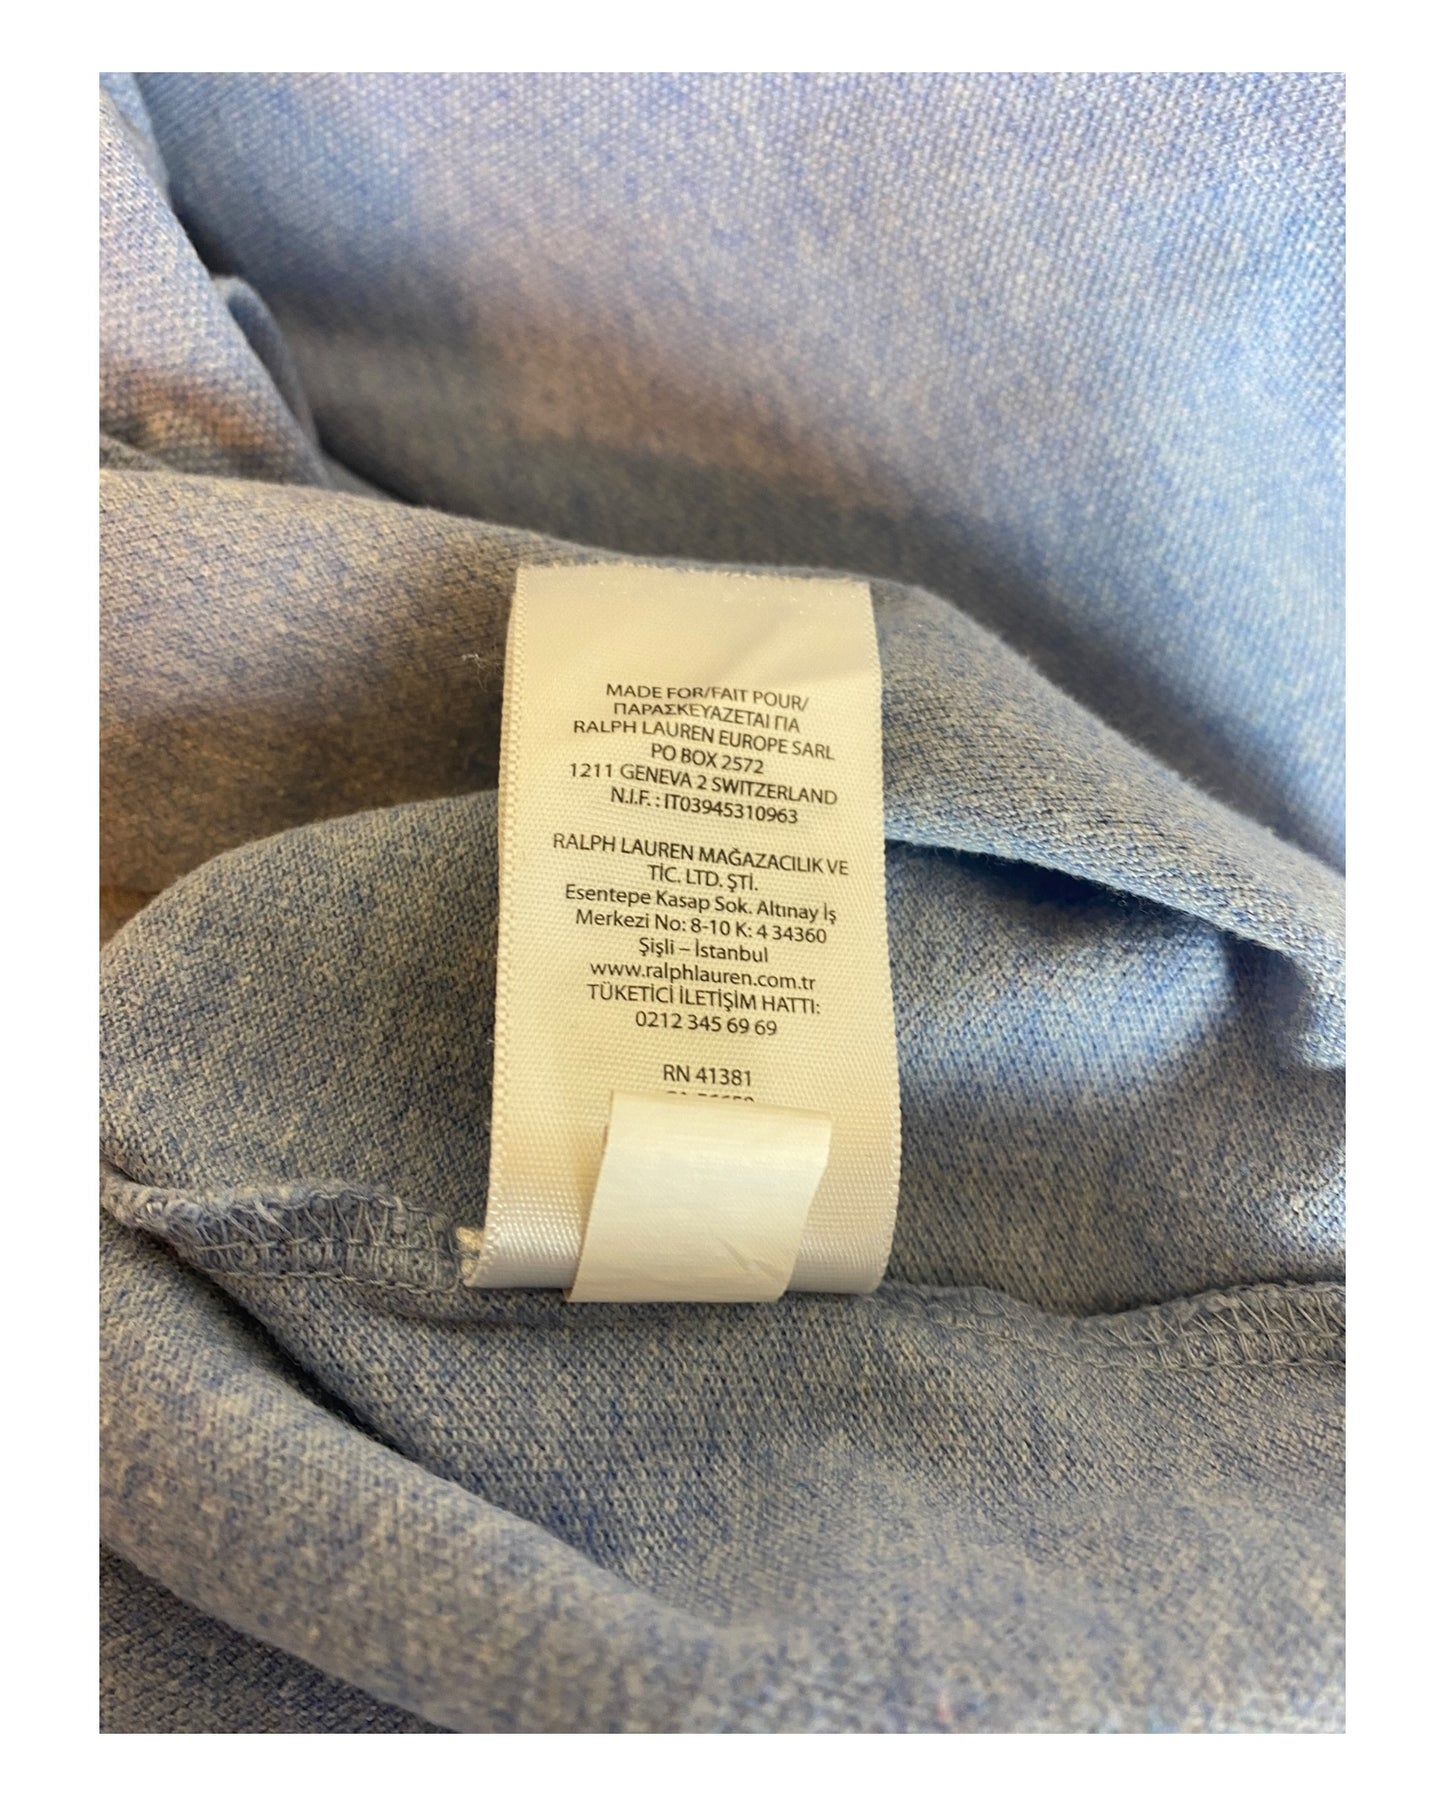 MADE FOR/FAIT POUR/
ΠΑΡΑΣΚΕΥΑΖΕΤΑΙ ΓΙΑ
RALPH LAUREN EUROPE SARL
PO BOX 2572
1211 GENEVA 2 SWITZERLAND
N.I.F. : IT03945310963
RALPH LAUREN MAĞAZACILIK VE
TİC. LTD. ŞTİ.
Esentepe Kasap Sok. Altınay İş
Merkezi No: 8-10 K: 4 34360
Şişli – İstanbul
www.ralphlauren.com.tr
TÜKETİCİ İLETİŞİM HATTI:
0212 345 69 69
RN 41381